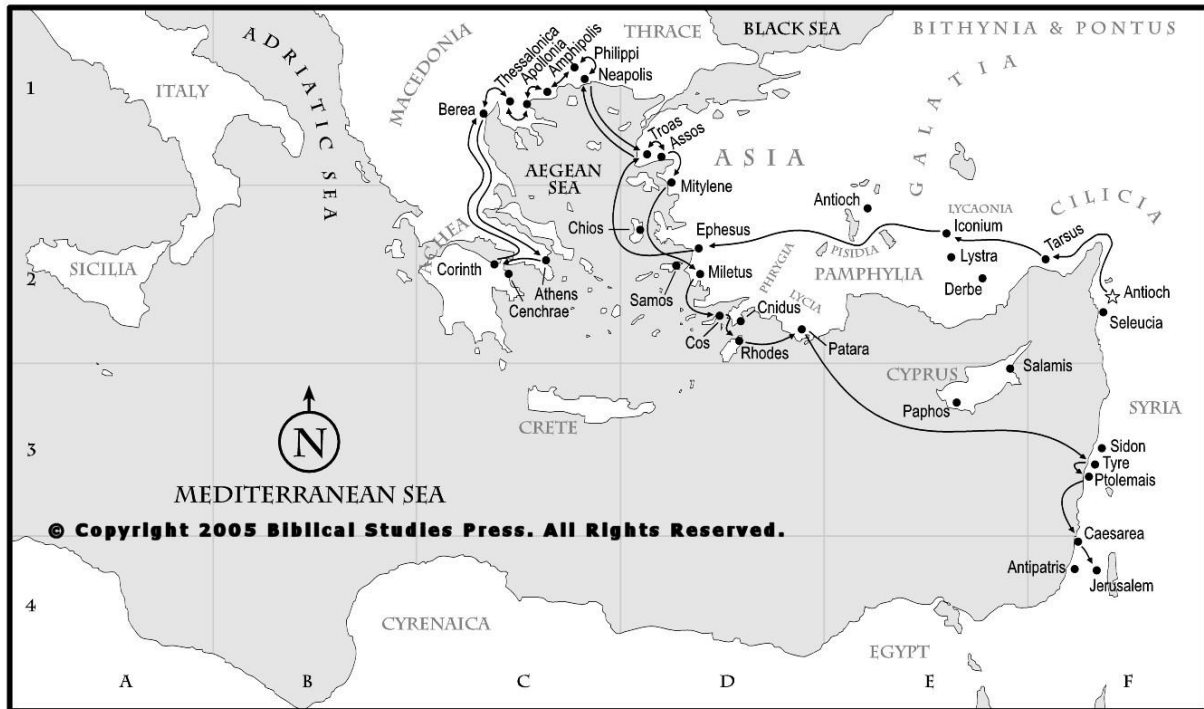 BLACK SEA
BITHYNIA & PONTUS
THRACE
ADRIATIC SEA
MACEDONIA
GALATIA
ITALY
1
Thessalonica
Apollonia
Amphipolis
Philippi
Neapolis
Berea
Troas
Assos
ASIA
AEGEAN
SEA
Mitylene
Antioch
LYCAONIA
CILICIA
Iconium
Chios
Ephesus
ACHEA
PISIDIA
Tarsus
Lystra
SICILIA
2
Corinth
Athens
Cenchrae
Samos
Miletus
PHRYGIA
PAMPHYLIA
Derbe
Antioch
Seleucia
LYCIA
Cnidus
Cos
Rhodes
Patara
CYPRUS
Salamis
Paphos
SYRIA
CRETE
N
3
Sidon
Tyre
Ptolemais
MEDITERRANEAN SEA
© Copyright 2005 Biblical Studies Press. All Rights Reserved.
Caesarea
Antipatris
Jerusalem
4
CYRENAICA
EGYPT
A B C D E F